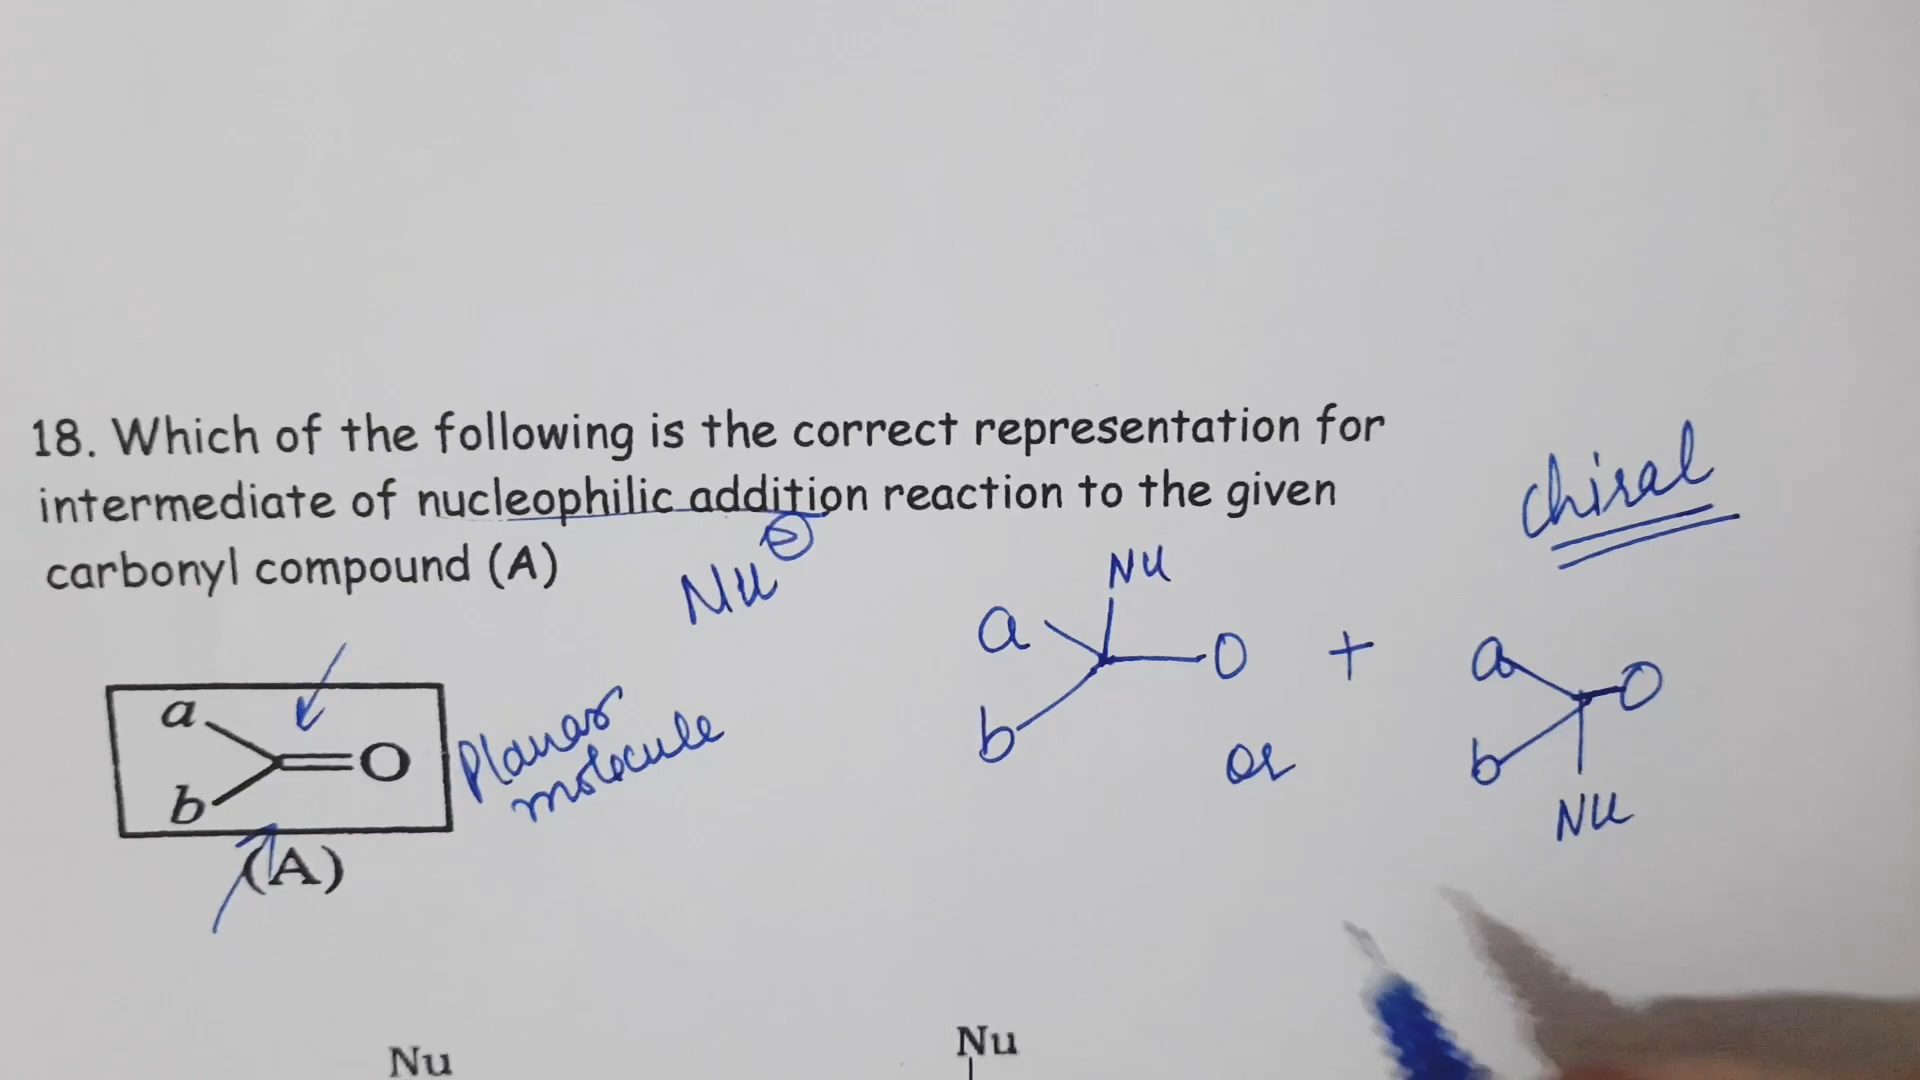 18. Which of the following is the correct representation for
intermediate of nucleophilic addition reaction to the given
carbonyl compound (A)
chiral
Nu⊖
Nu
a
O
+
a
O
b
or
b
Nu
a
O
b
Planar
molecule
(A)
Nu
Nu